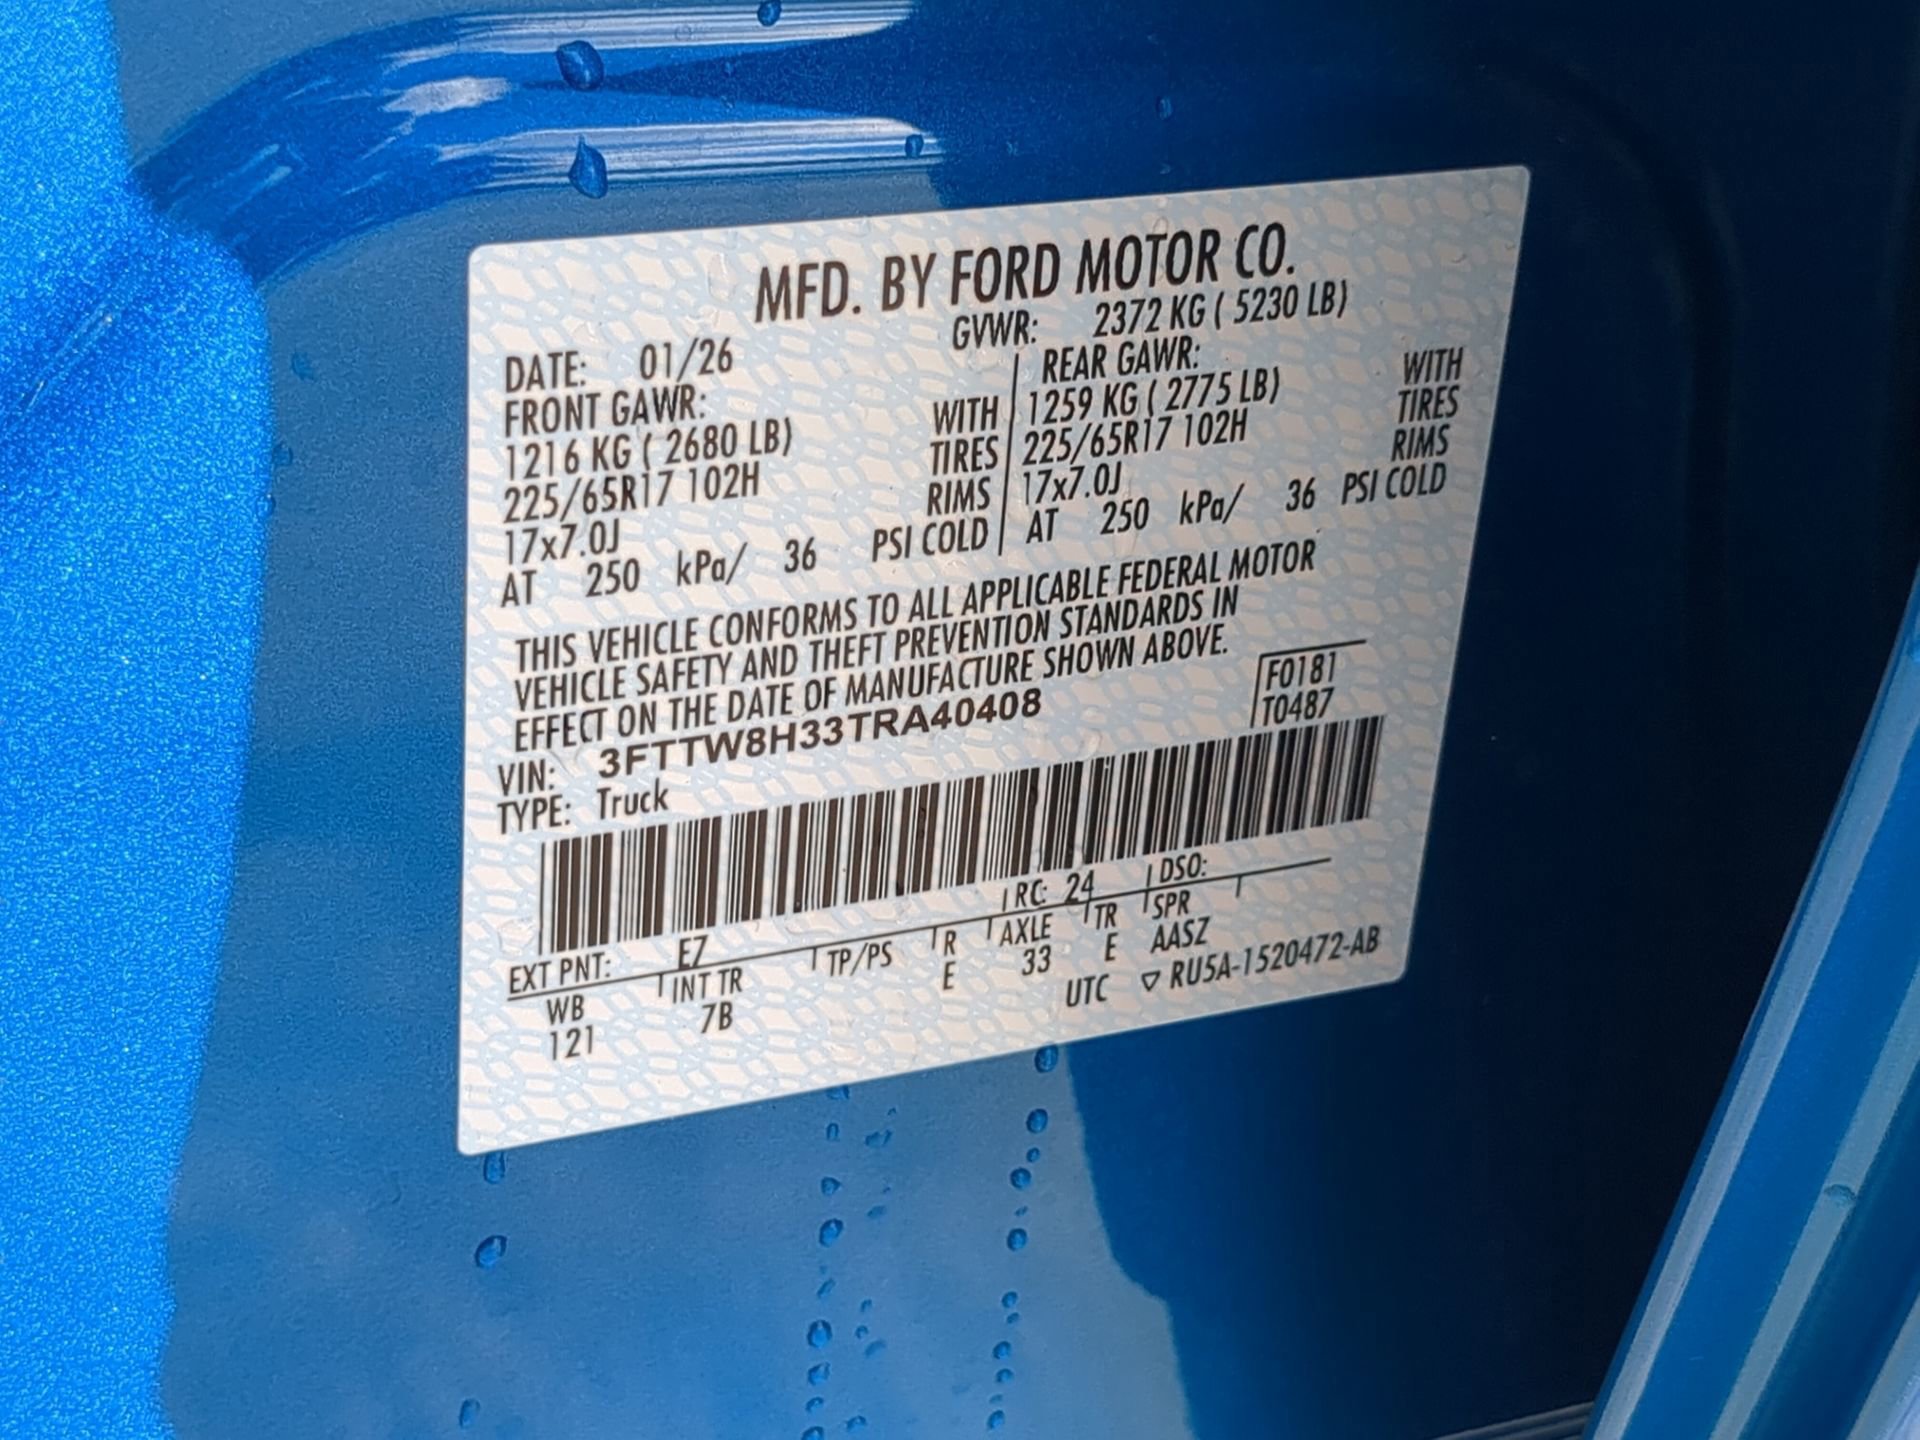 MFD. BY FORD MOTOR CO.
DATE: 01/26 GVWR: 2372 KG ( 5230 LB)
FRONT GAWR: REAR GAWR:
1216 KG ( 2680 LB) WITH 1259 KG ( 2775 LB) WITH
225/65R17 102H TIRES 225/65R17 102H TIRES
17x7.0J RIMS 17x7.0J RIMS
AT 250 kPa/ 36 PSI COLD AT 250 kPa/ 36 PSI COLD
THIS VEHICLE CONFORMS TO ALL APPLICABLE FEDERAL MOTOR
VEHICLE SAFETY AND THEFT PREVENTION STANDARDS IN
EFFECT ON THE DATE OF MANUFACTURE SHOWN ABOVE.
VIN: 3FTTW8H33TRA40408 F0181
TYPE: Truck T0487
EXT PNT: E7 RC: 24 DSO:
WB INT TR TP/PS R AXLE TR SPR
121 7B E 33 E AASZ
UTC ▽ RU5A-1520472-AB